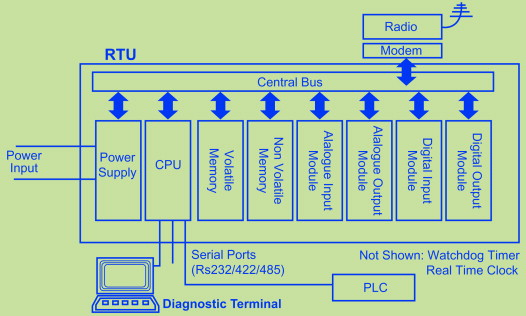 Radio
Modem
RTU
Central Bus
Power
Input
Power
Supply
CPU
Volatile
Memory
Non Volatile
Memory
Alalogue Input
Module
Alalogue Output
Module
Digital Input
Module
Digital Output
Module
Serial Ports
(Rs232/422/485)
Not Shown: Watchdog Timer
Real Time Clock
PLC
Diagnostic Terminal